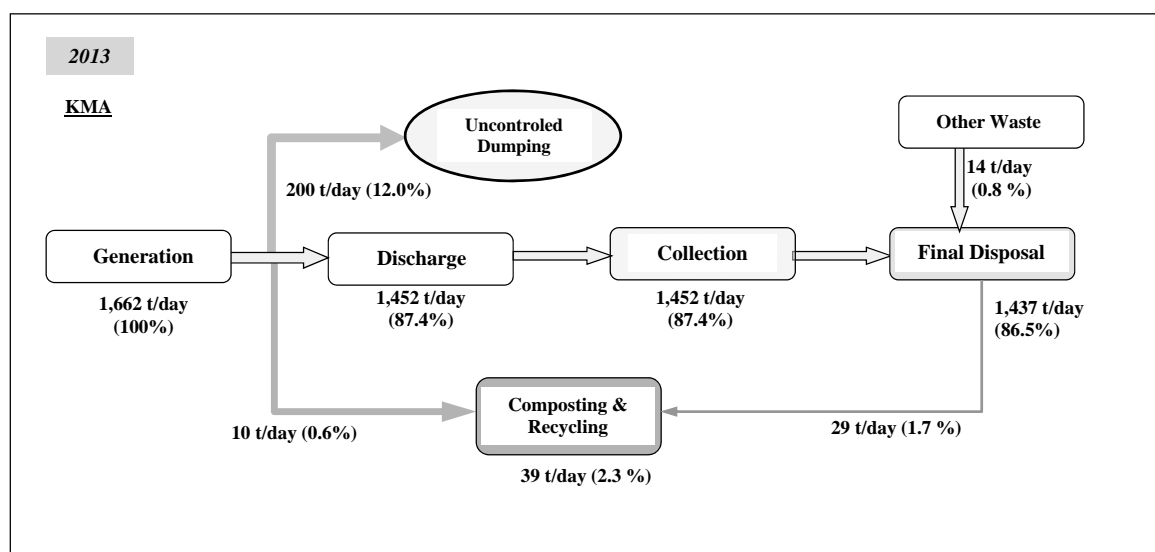 2013
KMA
Uncontroled
Dumping
Other Waste
14 t/day
(0.8 %)
200 t/day (12.0%)
Generation
Discharge
Collection
Final Disposal
1,662 t/day
(100%)
1,452 t/day
(87.4%)
1,452 t/day
(87.4%)
1,437 t/day
(86.5%)
Composting &
Recycling
10 t/day (0.6%)
29 t/day (1.7 %)
39 t/day (2.3 %)